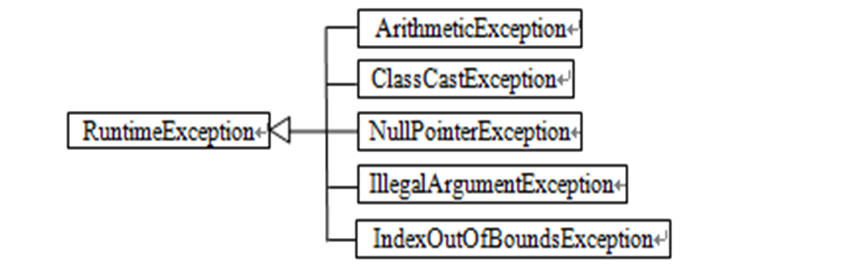 ArithmeticException
ClassCastException
RuntimeException
NullPointerException
IllegalArgumentException
IndexOutOfBoundsException